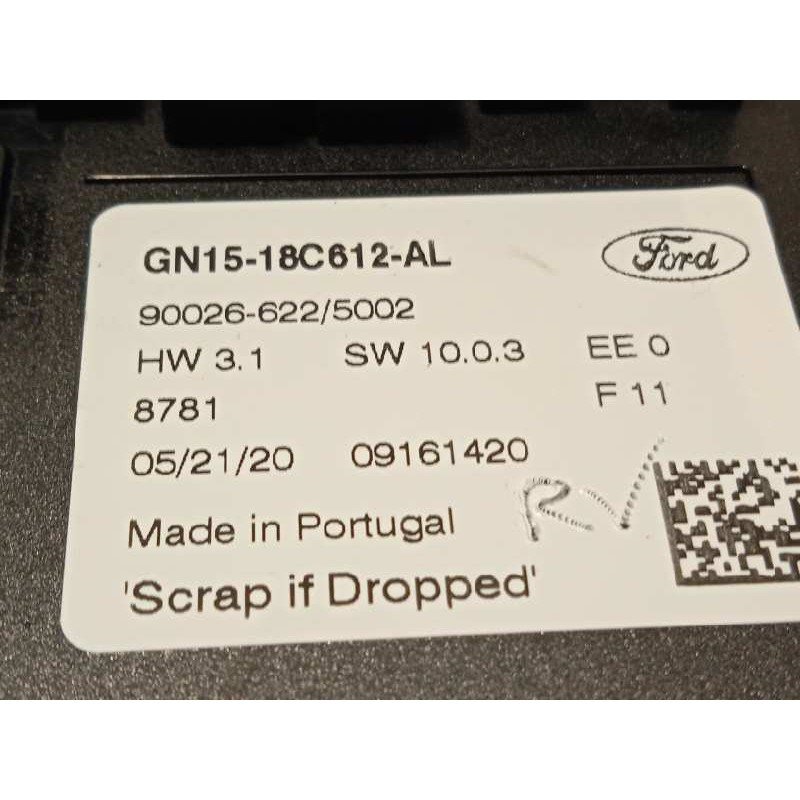 GN15-18C612-AL Ford
90026-622/5002
HW 3.1 SW 10.0.3 EE 0
8781 F 11
05/21/20 09161420
RV
Made in Portugal
'Scrap if Dropped'